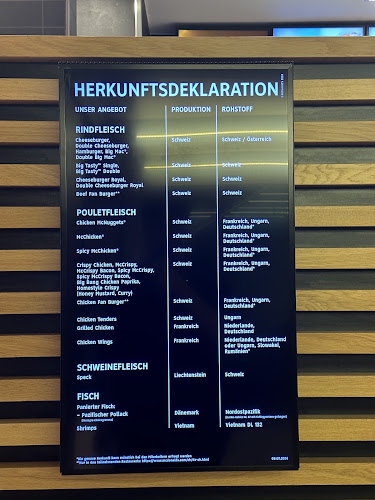 HERKUNFTSDEKLARATION
UNSER ANGEBOT PRODUKTION ROHSTOFF
RINDFLEISCH
Cheeseburger, Schweiz Schweiz / Österreich
Double Cheeseburger,
Hamburger, Big Mac®,
Double Big Mac®
Big Tasty™ Single, Schweiz Schweiz
Big Tasty™ Double
Cheeseburger Royal, Schweiz Schweiz
Double Cheeseburger Royal
Beef Fan Burger** Schweiz Schweiz
POULETFLEISCH
Chicken McNuggets® Schweiz Frankreich, Ungarn,
Deutschland*
McChicken® Schweiz Frankreich, Ungarn,
Deutschland*
Spicy McChicken® Schweiz Frankreich, Ungarn,
Deutschland*
Crispy Chicken, McCrispy, Schweiz Frankreich, Ungarn,
McCrispy Bacon, Spicy McCrispy, Deutschland*
Spicy McCrispy Bacon,
Big Bang Chicken Paprika,
Homestyle Crispy
(Honey Mustard, Curry)
Chicken Fan Burger** Schweiz Frankreich, Ungarn,
Deutschland*
Chicken Tenders Schweiz Ungarn
Grilled Chicken Frankreich Niederlande,
Deutschland
Chicken Wings Frankreich Niederlande, Deutschland
oder Ungarn, Slowakei,
Rumänien*
SCHWEINEFLEISCH
Speck Liechtenstein Schweiz
FISCH
Panierter Fisch:
– Pazifischer Pollack Dänemark Nordostpazifik
Shrimps Vietnam Vietnam DL 132